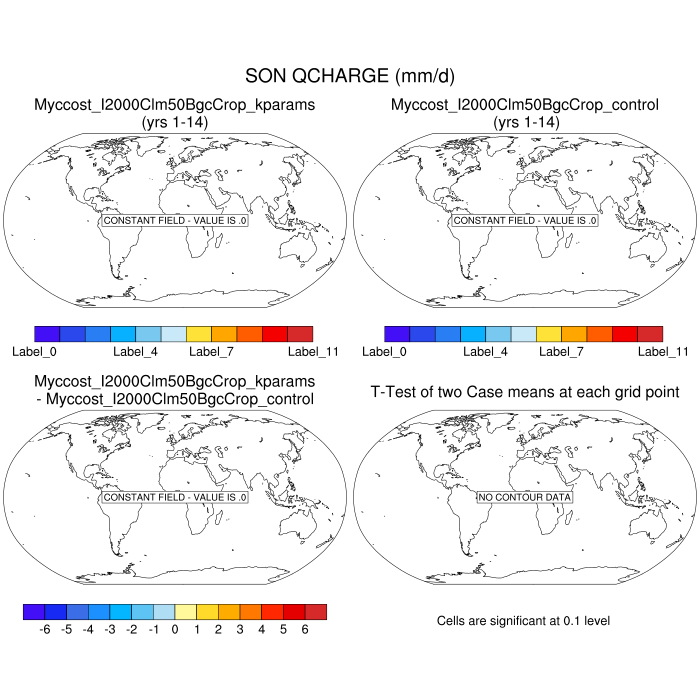 SON QCHARGE (mm/d)
Myccost_I2000Clm50BgcCrop_kparams
(yrs 1-14)
Myccost_I2000Clm50BgcCrop_control
(yrs 1-14)
CONSTANT FIELD - VALUE IS .0
CONSTANT FIELD - VALUE IS .0
Label_0 Label_4 Label_7 Label_11
Label_0 Label_4 Label_7 Label_11
Myccost_I2000Clm50BgcCrop_kparams
- Myccost_I2000Clm50BgcCrop_control
T-Test of two Case means at each grid point
CONSTANT FIELD - VALUE IS .0
NO CONTOUR DATA
-6 -5 -4 -3 -2 -1 0 1 2 3 4 5 6
Cells are significant at 0.1 level